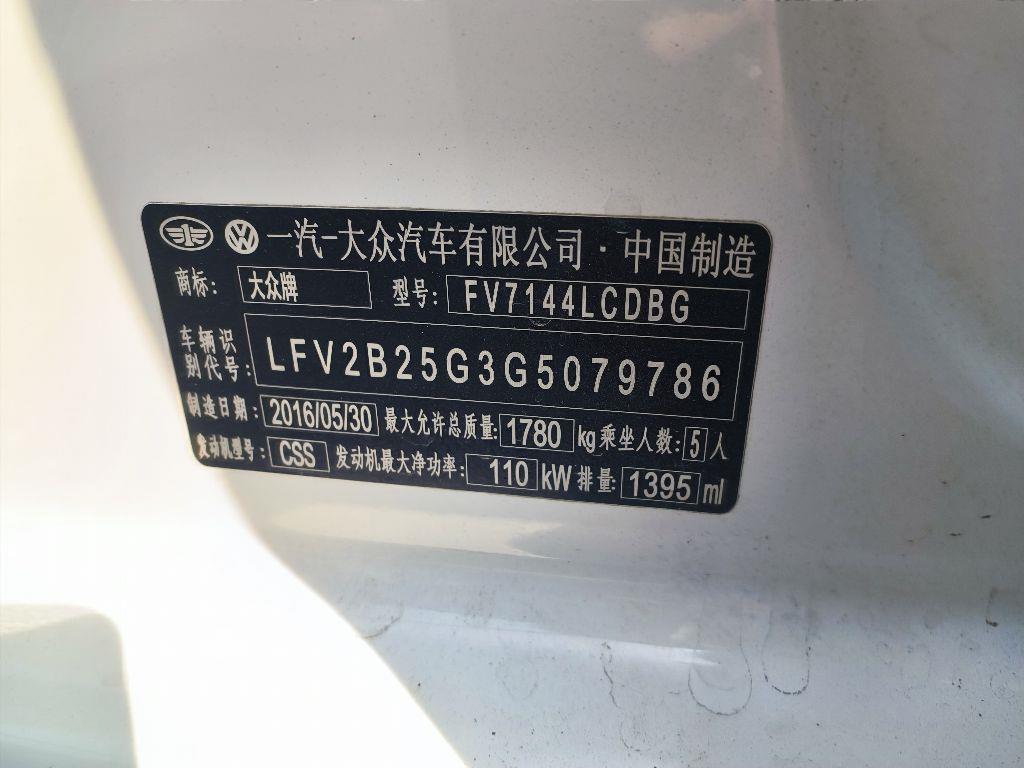 一汽-大众汽车有限公司·中国制造
商标: 大众牌 型号: FV7144LCDBG
车辆识
别代号: LFV2B25G3G5079786
制造日期: 2016/05/30 最大允许总质量: 1780 kg 乘坐人数: 5 人
发动机型号: CSS 发动机最大净功率: 110 kW 排量: 1395 ml